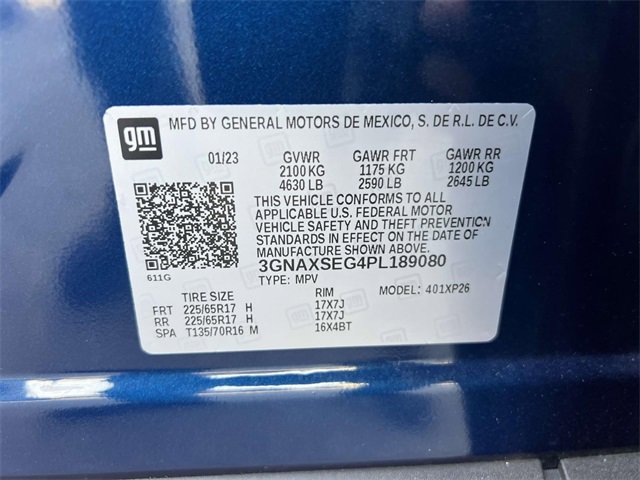 gm MFD BY GENERAL MOTORS DE MEXICO, S. DE R.L. DE C.V.
01/23 GVWR GAWR FRT GAWR RR
2100 KG 1175 KG 1200 KG
4630 LB 2590 LB 2645 LB
THIS VEHICLE CONFORMS TO ALL
APPLICABLE U.S. FEDERAL MOTOR
VEHICLE SAFETY AND THEFT PREVENTION
STANDARDS IN EFFECT ON THE DATE OF
MANUFACTURE SHOWN ABOVE.
3GNAXSEG4PL189080
611G TYPE: MPV MODEL: 401XP26
TIRE SIZE RIM
FRT 225/65R17 H 17X7J
RR 225/65R17 H 17X7J
SPA T135/70R16 M 16X4BT